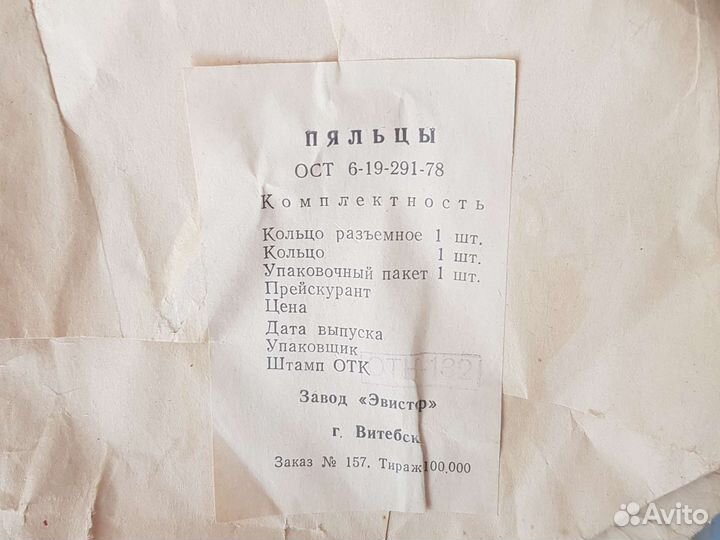 ПЯЛЬЦЫ
ОСТ 6-19-291-78
Комплектность
Кольцо разъемное 1 шт.
Кольцо 1 шт.
Упаковочный пакет 1 шт.
Прейскурант
Цена
Дата выпуска
Упаковщик
Штамп ОТК
Завод «Эвистор»
г. Витебск
Заказ № 157. Тираж 100.000
Avito